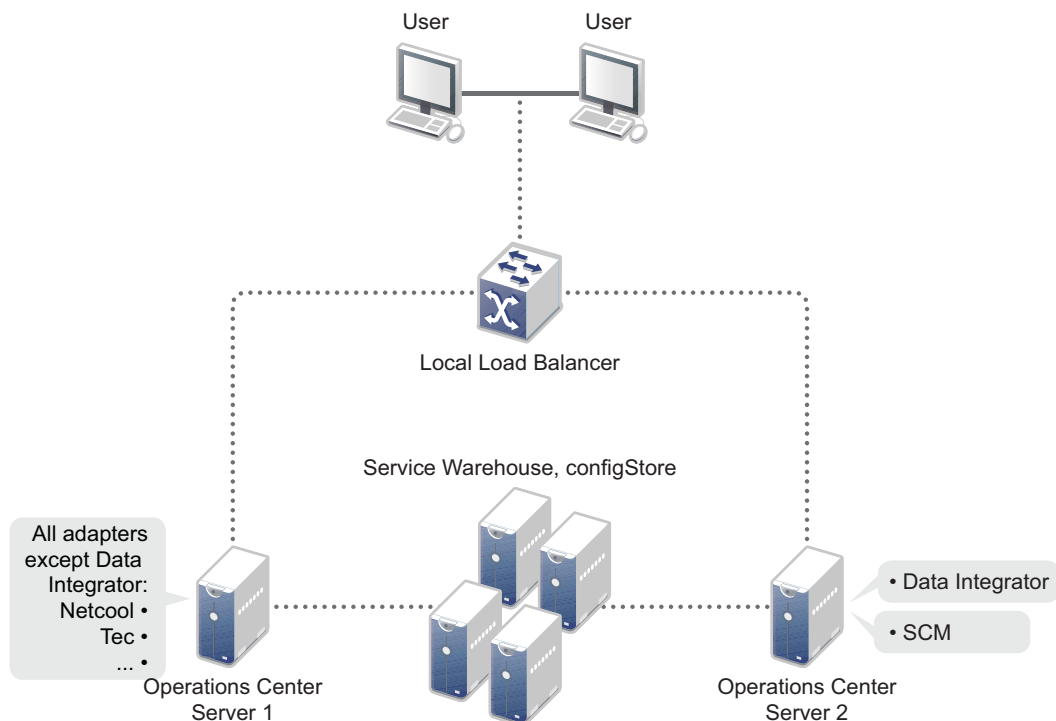 User
User
Local Load Balancer
Service Warehouse, configStore
All adapters
except Data
Integrator:
Netcool •
Tec •
... •
• Data Integrator
• SCM
Operations Center
Server 1
Operations Center
Server 2